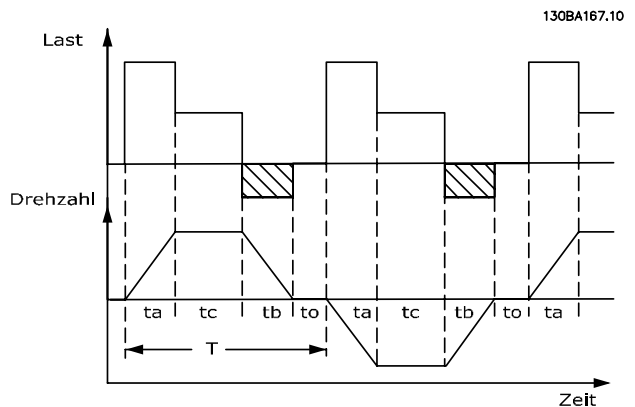 130BA167.10
Last
Drehzahl
ta tc tb to ta tc tb to ta
T
Zeit